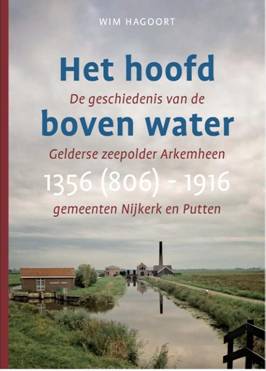 WIM HAGOORT
Het hoofd
De geschiedenis van de
boven water
Gelderse zeepolder Arkemheen
1356 (806) - 1916
gemeenten Nijkerk en Putten